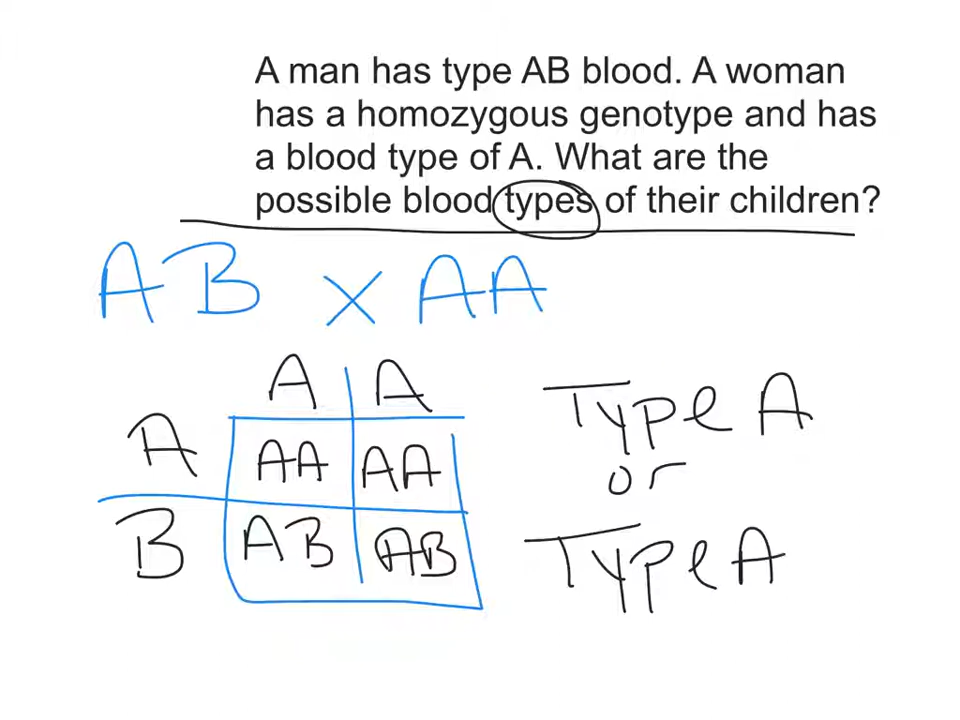 A man has type AB blood. A woman
has a homozygous genotype and has
a blood type of A. What are the
possible blood types of their children?
AB x AA
A A
A AA AA
B AB AB
Type A
or
Type A